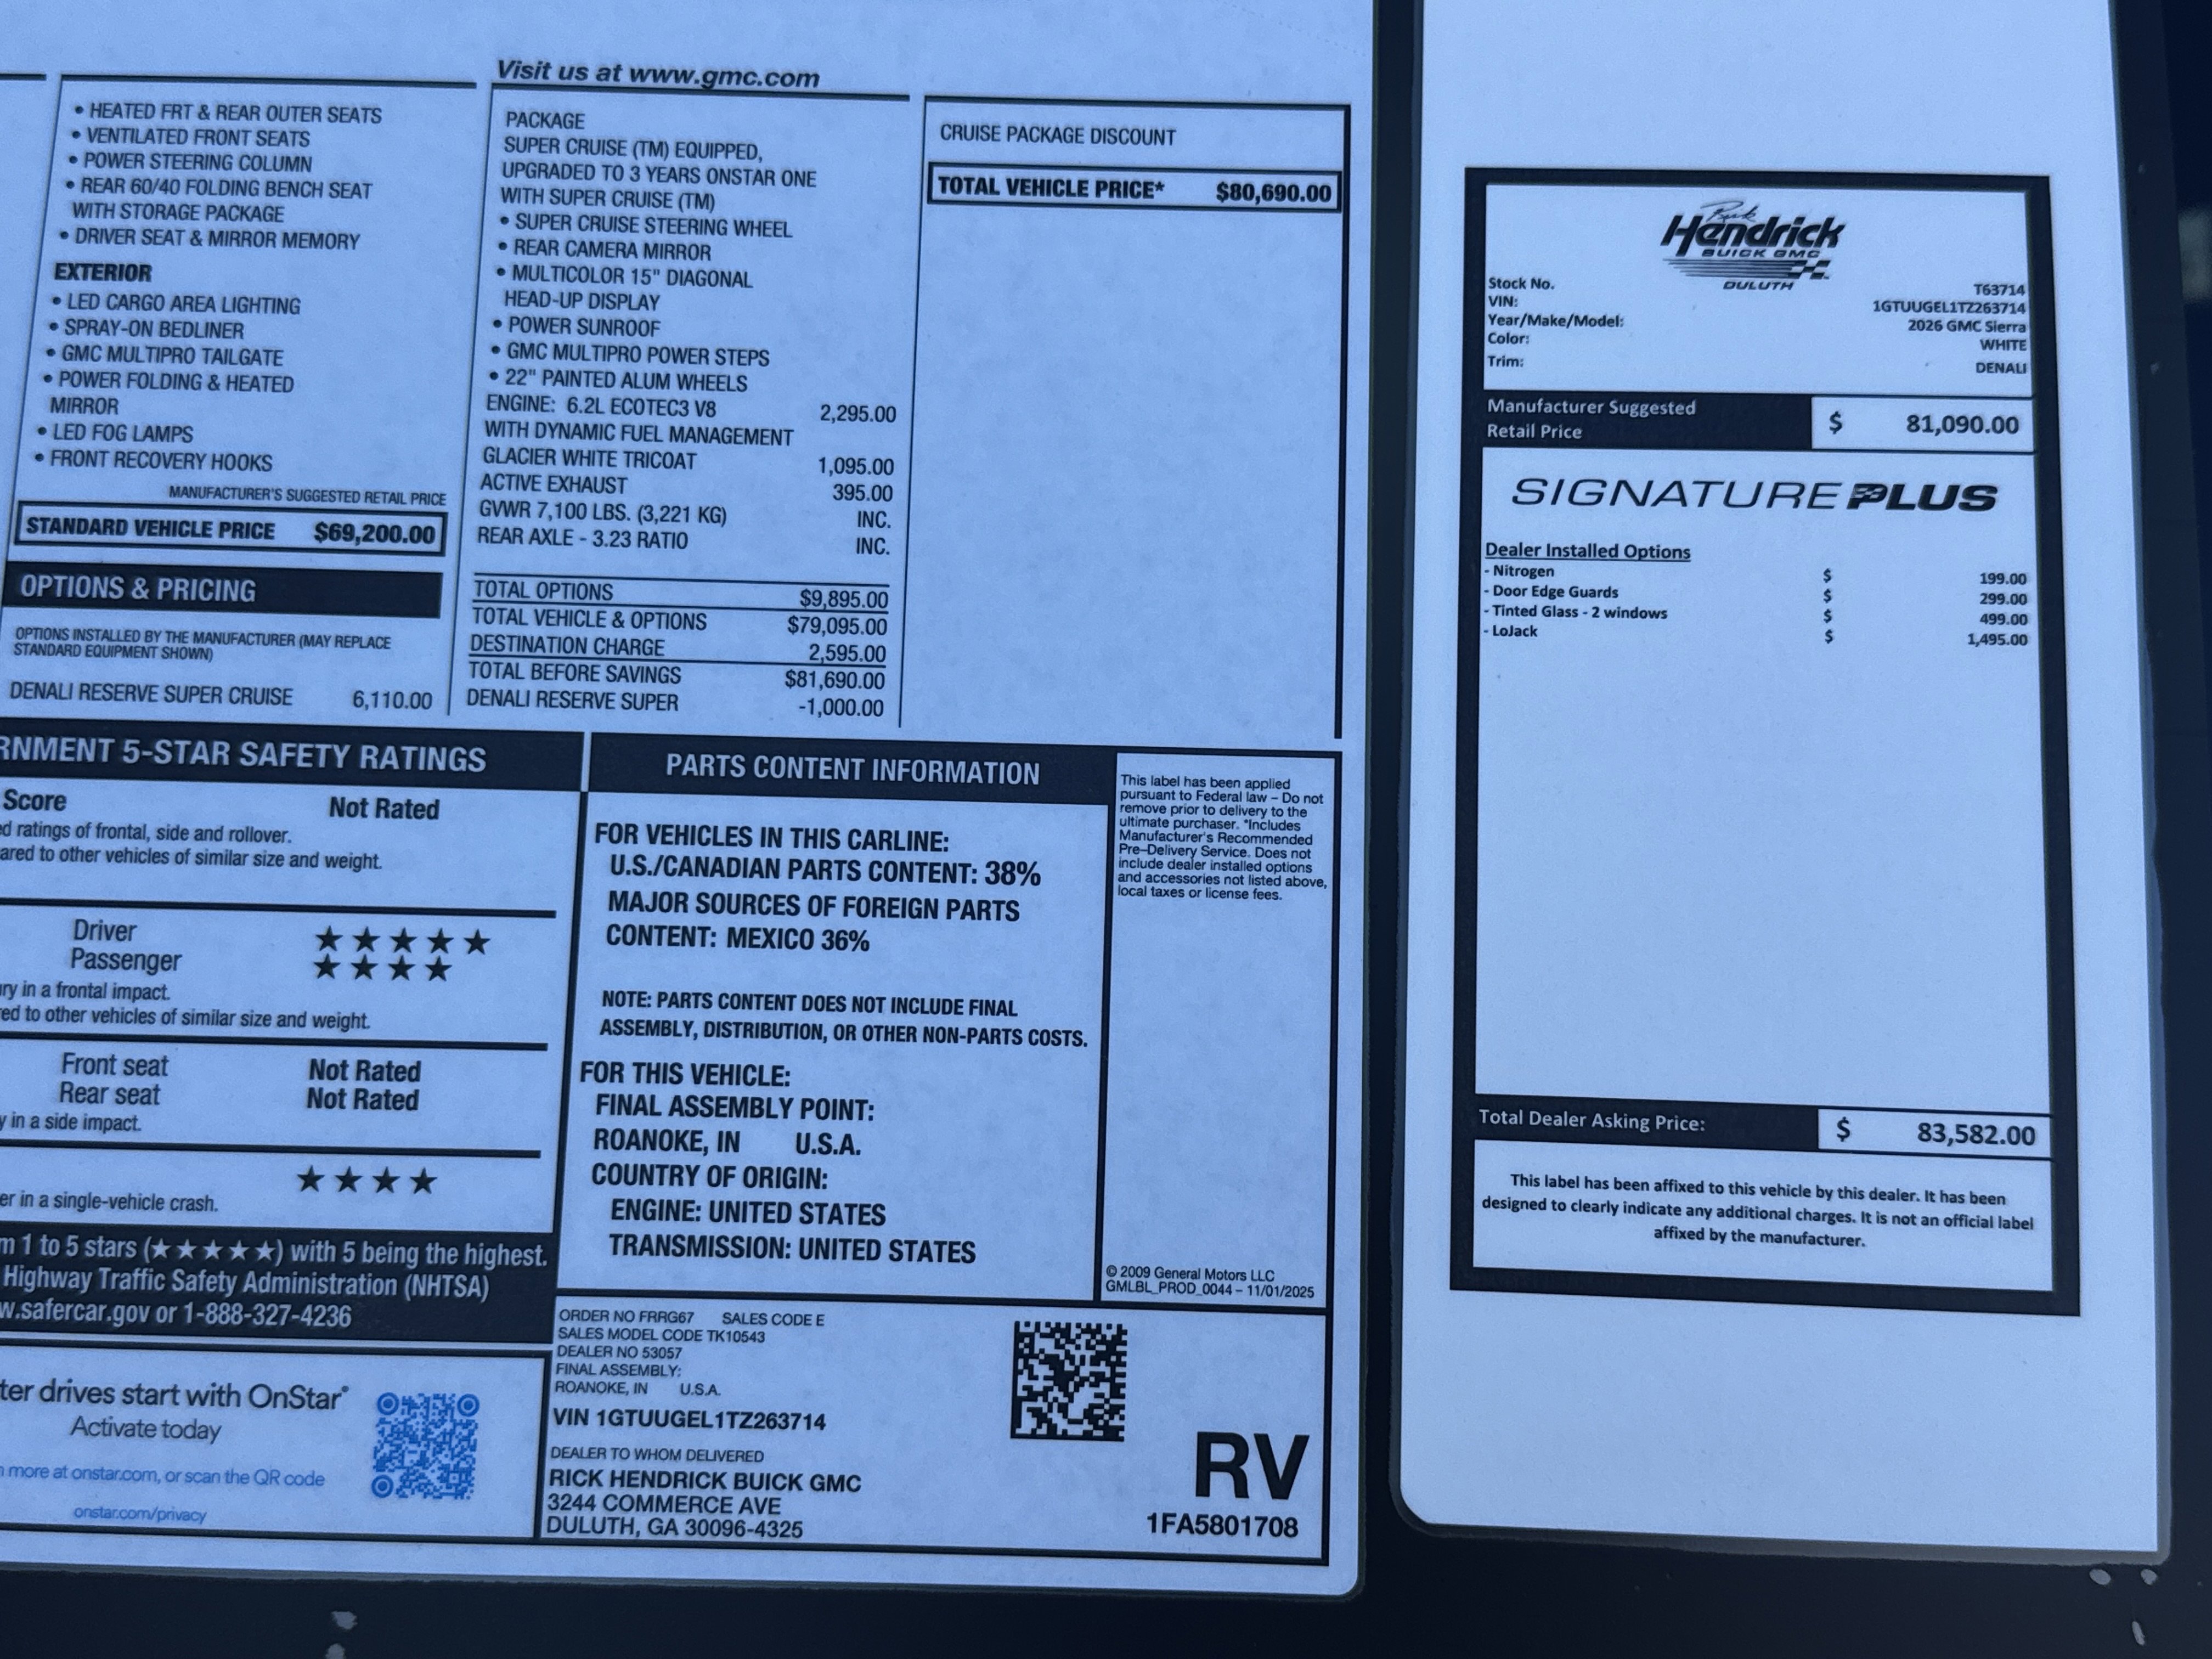 Visit us at www.gmc.com
• HEATED FRT & REAR OUTER SEATS
• VENTILATED FRONT SEATS
• POWER STEERING COLUMN
• REAR 60/40 FOLDING BENCH SEAT
WITH STORAGE PACKAGE
• DRIVER SEAT & MIRROR MEMORY
EXTERIOR
• LED CARGO AREA LIGHTING
• SPRAY-ON BEDLINER
• GMC MULTIPRO TAILGATE
• POWER FOLDING & HEATED
MIRROR
• LED FOG LAMPS
• FRONT RECOVERY HOOKS
MANUFACTURER'S SUGGESTED RETAIL PRICE
STANDARD VEHICLE PRICE $69,200.00
OPTIONS & PRICING
OPTIONS INSTALLED BY THE MANUFACTURER (MAY REPLACE
STANDARD EQUIPMENT SHOWN)
DENALI RESERVE SUPER CRUISE 6,110.00
PACKAGE
SUPER CRUISE (TM) EQUIPPED,
UPGRADED TO 3 YEARS ONSTAR ONE
WITH SUPER CRUISE (TM)
• SUPER CRUISE STEERING WHEEL
• REAR CAMERA MIRROR
• MULTICOLOR 15" DIAGONAL
HEAD-UP DISPLAY
• POWER SUNROOF
• GMC MULTIPRO POWER STEPS
• 22" PAINTED ALUM WHEELS
ENGINE: 6.2L ECOTEC3 V8 2,295.00
WITH DYNAMIC FUEL MANAGEMENT
GLACIER WHITE TRICOAT 1,095.00
ACTIVE EXHAUST 395.00
GVWR 7,100 LBS. (3,221 KG) INC.
REAR AXLE - 3.23 RATIO INC.
TOTAL OPTIONS $9,895.00
TOTAL VEHICLE & OPTIONS $79,095.00
DESTINATION CHARGE 2,595.00
TOTAL BEFORE SAVINGS $81,690.00
DENALI RESERVE SUPER -1,000.00
CRUISE PACKAGE DISCOUNT
TOTAL VEHICLE PRICE* $80,690.00
RNMENT 5-STAR SAFETY RATINGS
Score Not Rated
ed ratings of frontal, side and rollover.
ared to other vehicles of similar size and weight.
Driver ★★★★★
Passenger ★★★★
ury in a frontal impact.
red to other vehicles of similar size and weight.
Front seat Not Rated
Rear seat Not Rated
y in a side impact.
★★★★
er in a single-vehicle crash.
m 1 to 5 stars (★★★★★) with 5 being the highest.
Highway Traffic Safety Administration (NHTSA)
w.safercar.gov or 1-888-327-4236
ter drives start with OnStar®
Activate today
n more at onstar.com, or scan the QR code
onstar.com/privacy
PARTS CONTENT INFORMATION
FOR VEHICLES IN THIS CARLINE:
U.S./CANADIAN PARTS CONTENT: 38%
MAJOR SOURCES OF FOREIGN PARTS
CONTENT: MEXICO 36%
NOTE: PARTS CONTENT DOES NOT INCLUDE FINAL
ASSEMBLY, DISTRIBUTION, OR OTHER NON-PARTS COSTS.
FOR THIS VEHICLE:
FINAL ASSEMBLY POINT:
ROANOKE, IN U.S.A.
COUNTRY OF ORIGIN:
ENGINE: UNITED STATES
TRANSMISSION: UNITED STATES
This label has been applied
pursuant to Federal law – Do not
remove prior to delivery to the
ultimate purchaser. *Includes
Manufacturer's Recommended
Pre–Delivery Service. Does not
include dealer installed options
and accessories not listed above,
local taxes or license fees.
© 2009 General Motors LLC
GMLBL_PROD_0044 – 11/01/2025
ORDER NO FRRG67 SALES CODE E
SALES MODEL CODE TK10543
DEALER NO 53057
FINAL ASSEMBLY:
ROANOKE, IN U.S.A.
VIN 1GTUUGEL1TZ263714
DEALER TO WHOM DELIVERED
RICK HENDRICK BUICK GMC
3244 COMMERCE AVE
DULUTH, GA 30096-4325
RV
1FA5801708
Rick
Hendrick
BUICK GMC
DULUTH
Stock No. T63714
VIN: 1GTUUGEL1TZ263714
Year/Make/Model: 2026 GMC Sierra
Color: WHITE
Trim: DENALI
Manufacturer Suggested
Retail Price $ 81,090.00
SIGNATURE PLUS
Dealer Installed Options
- Nitrogen $ 199.00
- Door Edge Guards $ 299.00
- Tinted Glass - 2 windows $ 499.00
- LoJack $ 1,495.00
Total Dealer Asking Price: $ 83,582.00
This label has been affixed to this vehicle by this dealer. It has been
designed to clearly indicate any additional charges. It is not an official label
affixed by the manufacturer.